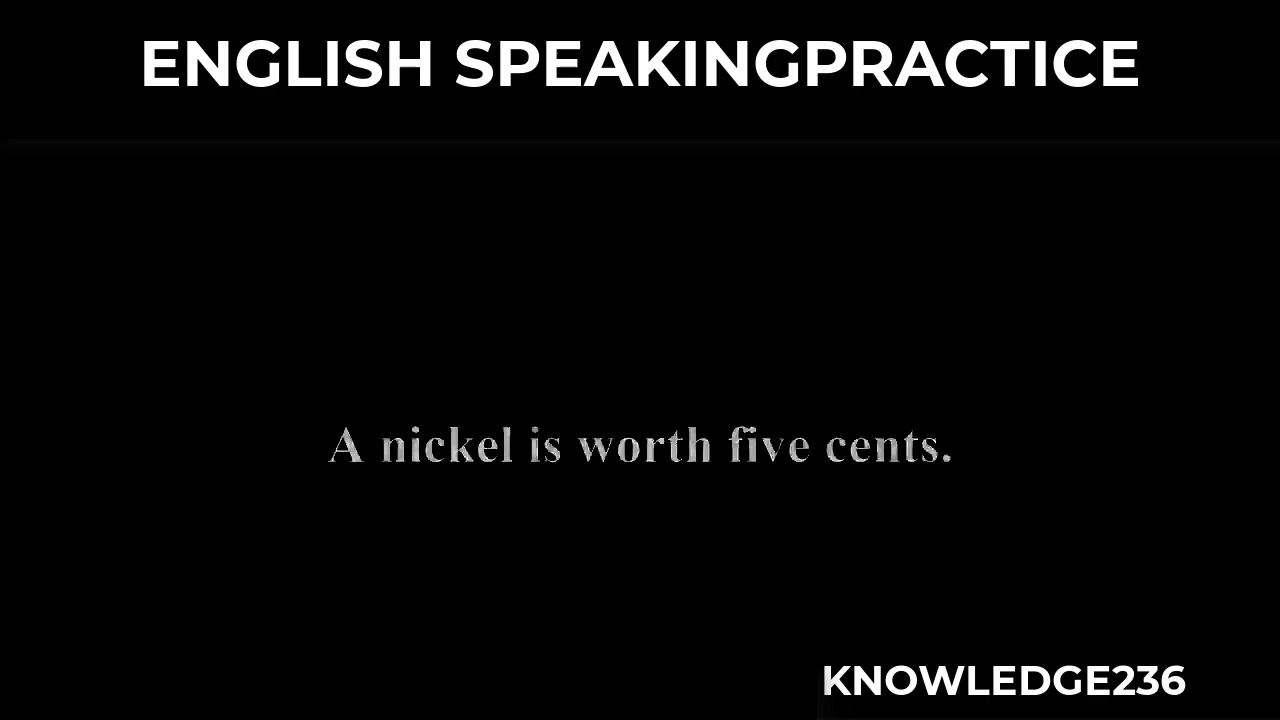 ENGLISH SPEAKINGPRACTICE
A nickel is worth five cents.
KNOWLEDGE236